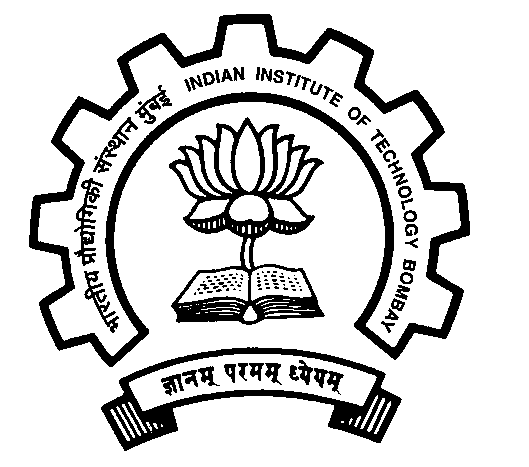 भारतीय प्रौद्योगिकी संस्थान मुंबई
INDIAN INSTITUTE OF TECHNOLOGY BOMBAY
ज्ञानम् परमम् ध्येयम्